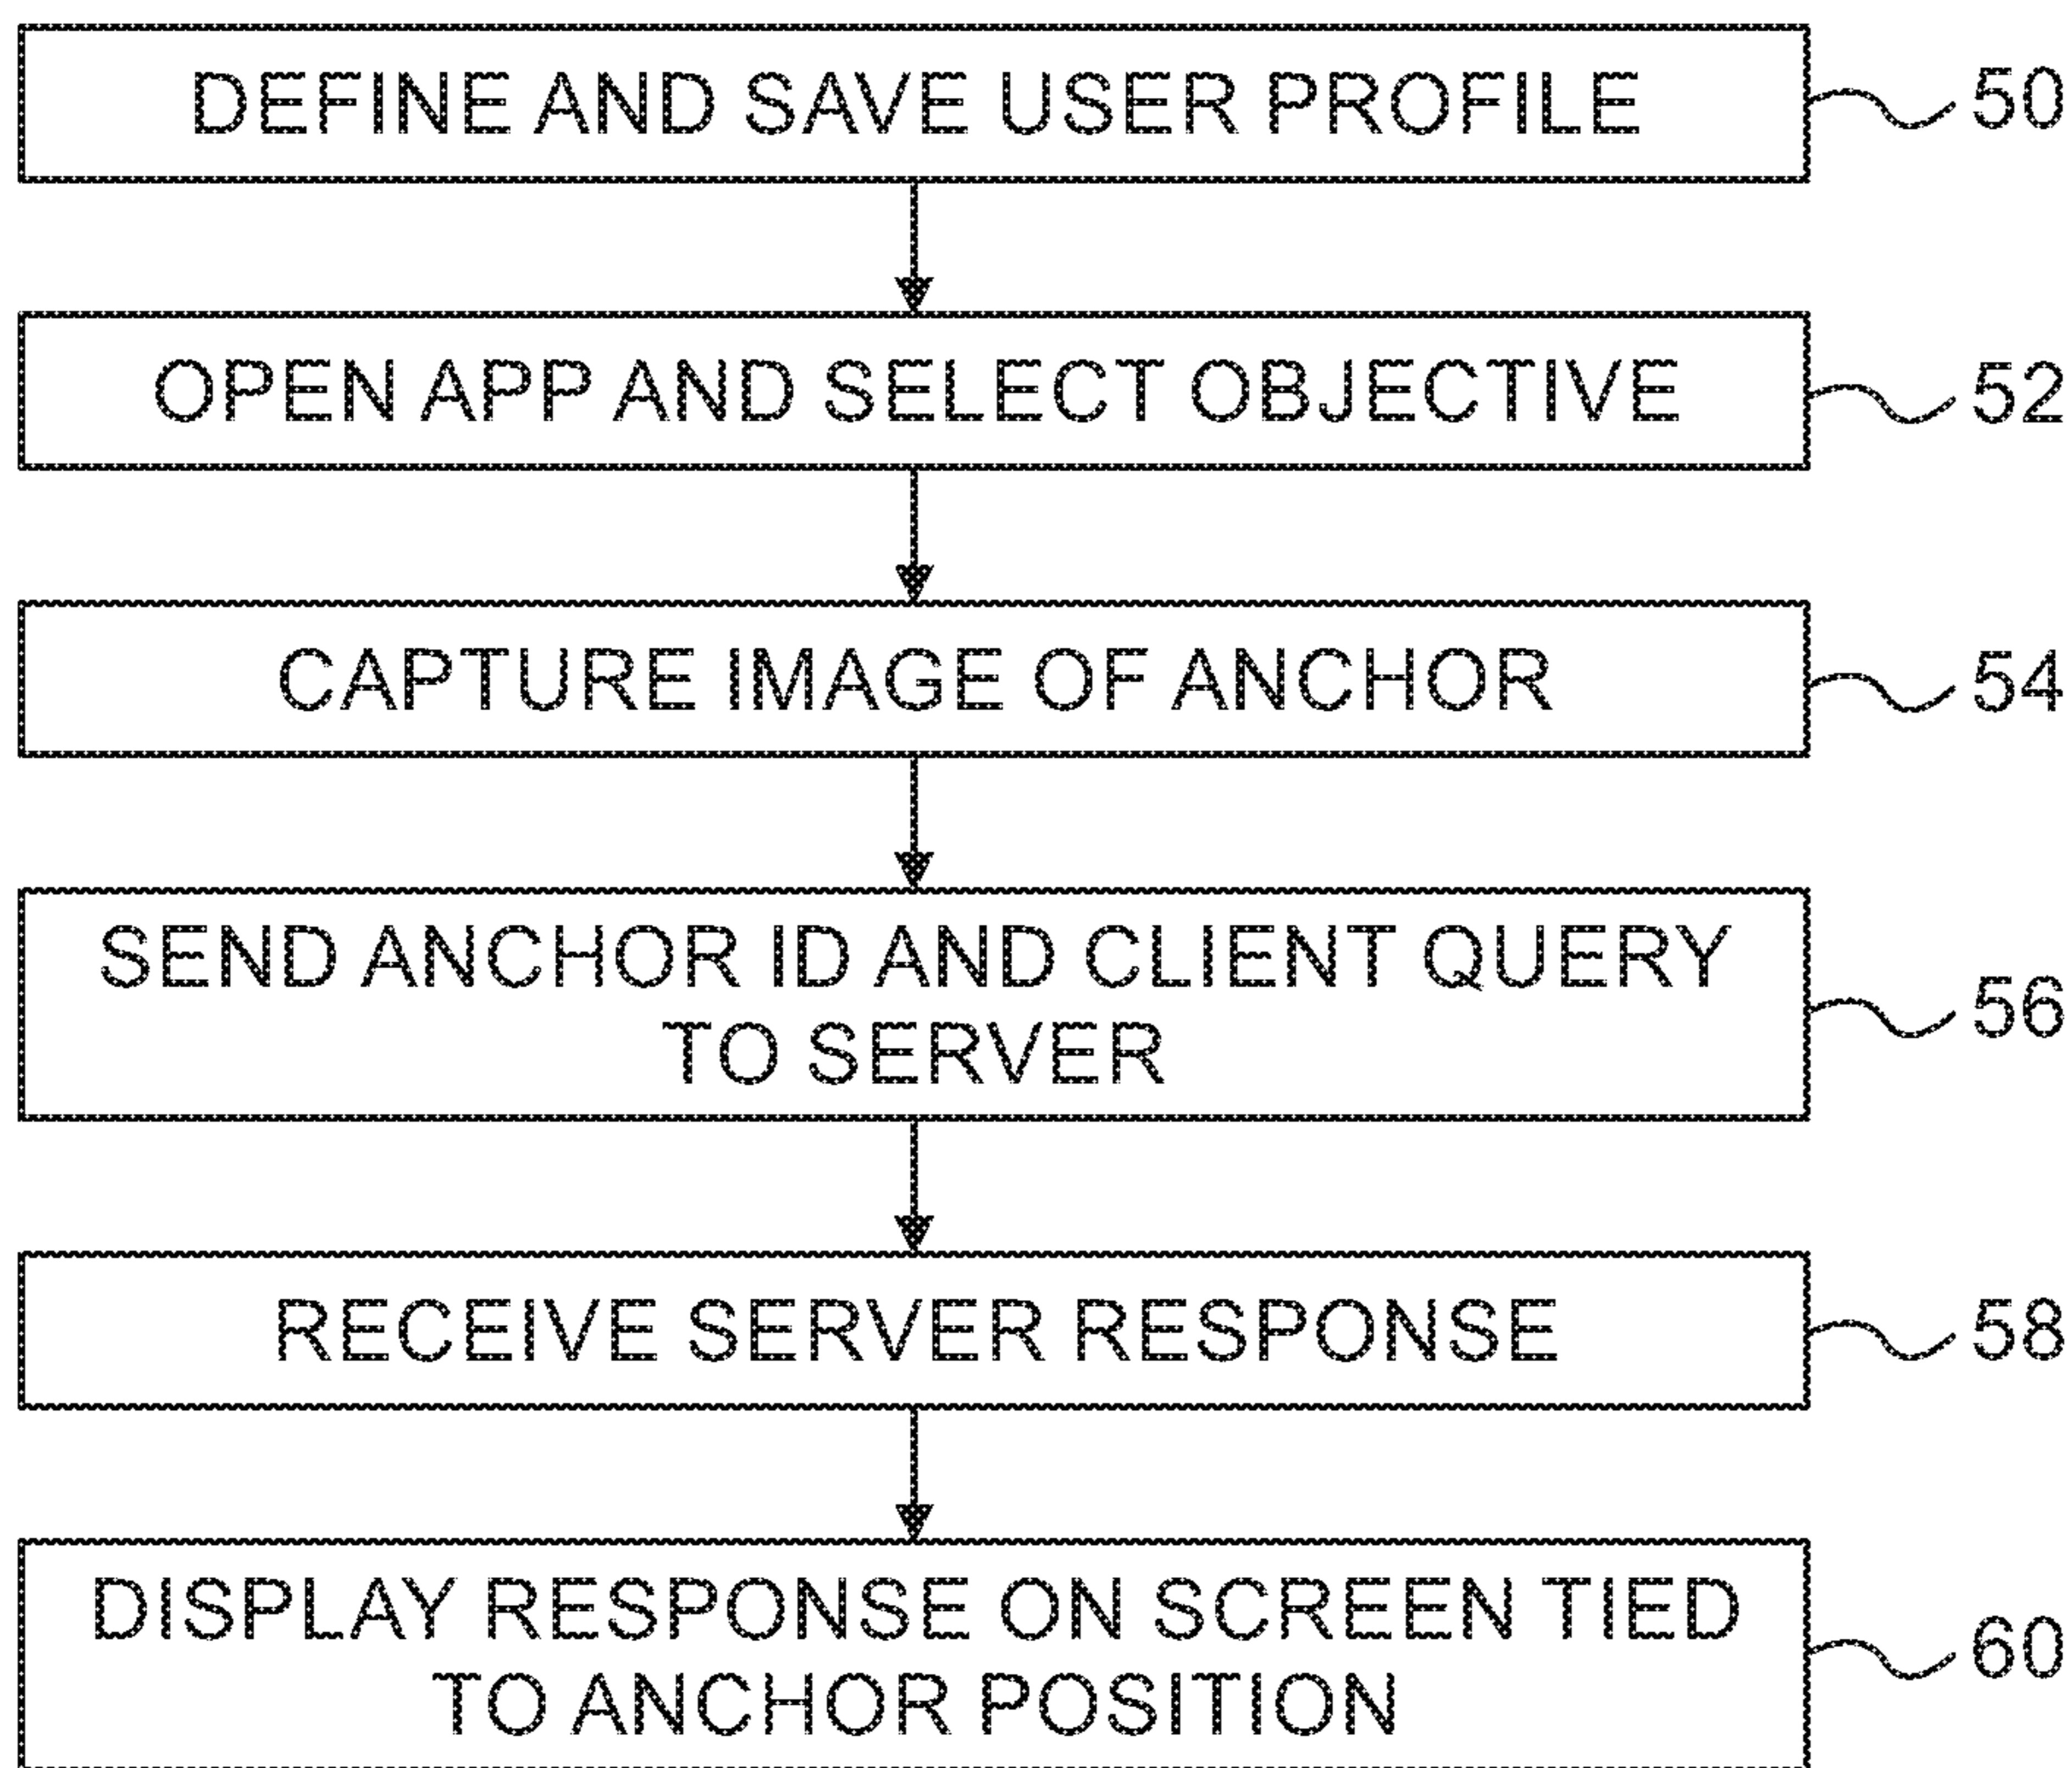 DEFINE AND SAVE USER PROFILE
50
OPEN APP AND SELECT OBJECTIVE
52
CAPTURE IMAGE OF ANCHOR
54
SEND ANCHOR ID AND CLIENT QUERY
TO SERVER
56
RECEIVE SERVER RESPONSE
58
DISPLAY RESPONSE ON SCREEN TIED
TO ANCHOR POSITION
60